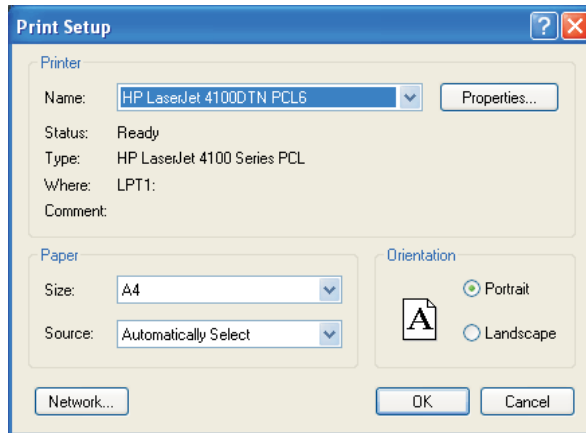 Print Setup
Printer
Name: HP LaserJet 4100DTN PCL6 Properties...
Status: Ready
Type: HP LaserJet 4100 Series PCL
Where: LPT1:
Comment:
Paper
Size: A4
Source: Automatically Select
Orientation
A
Portrait
Landscape
Network... OK Cancel